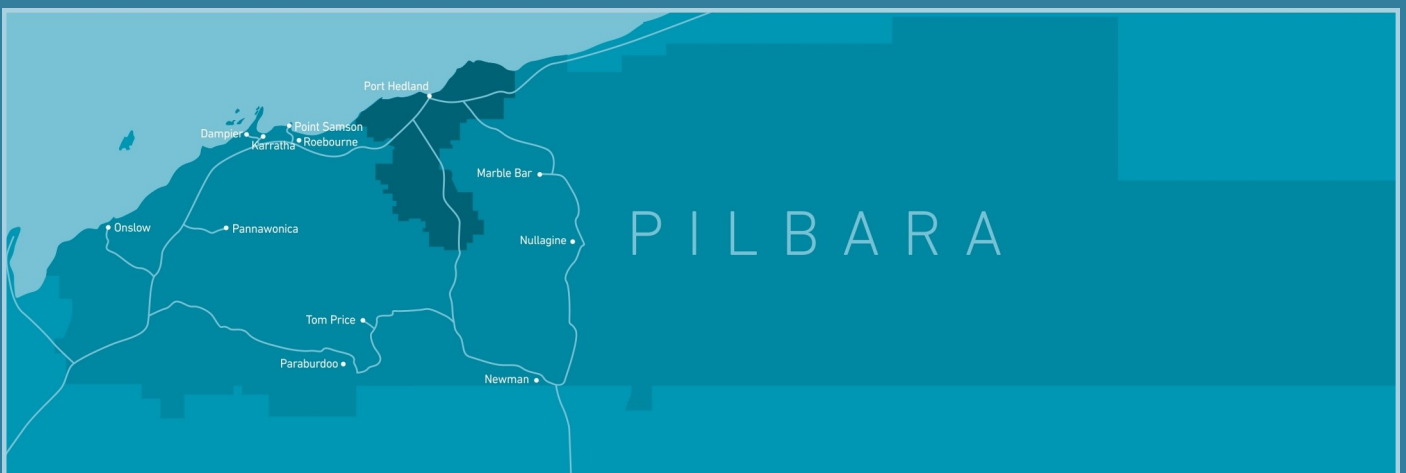 Port Hedland
Point Samson
Dampier
Karratha
Roebourne
Marble Bar
Onslow
Pannawonica
PILBARA
Nullagine
Tom Price
Paraburdoo
Newman